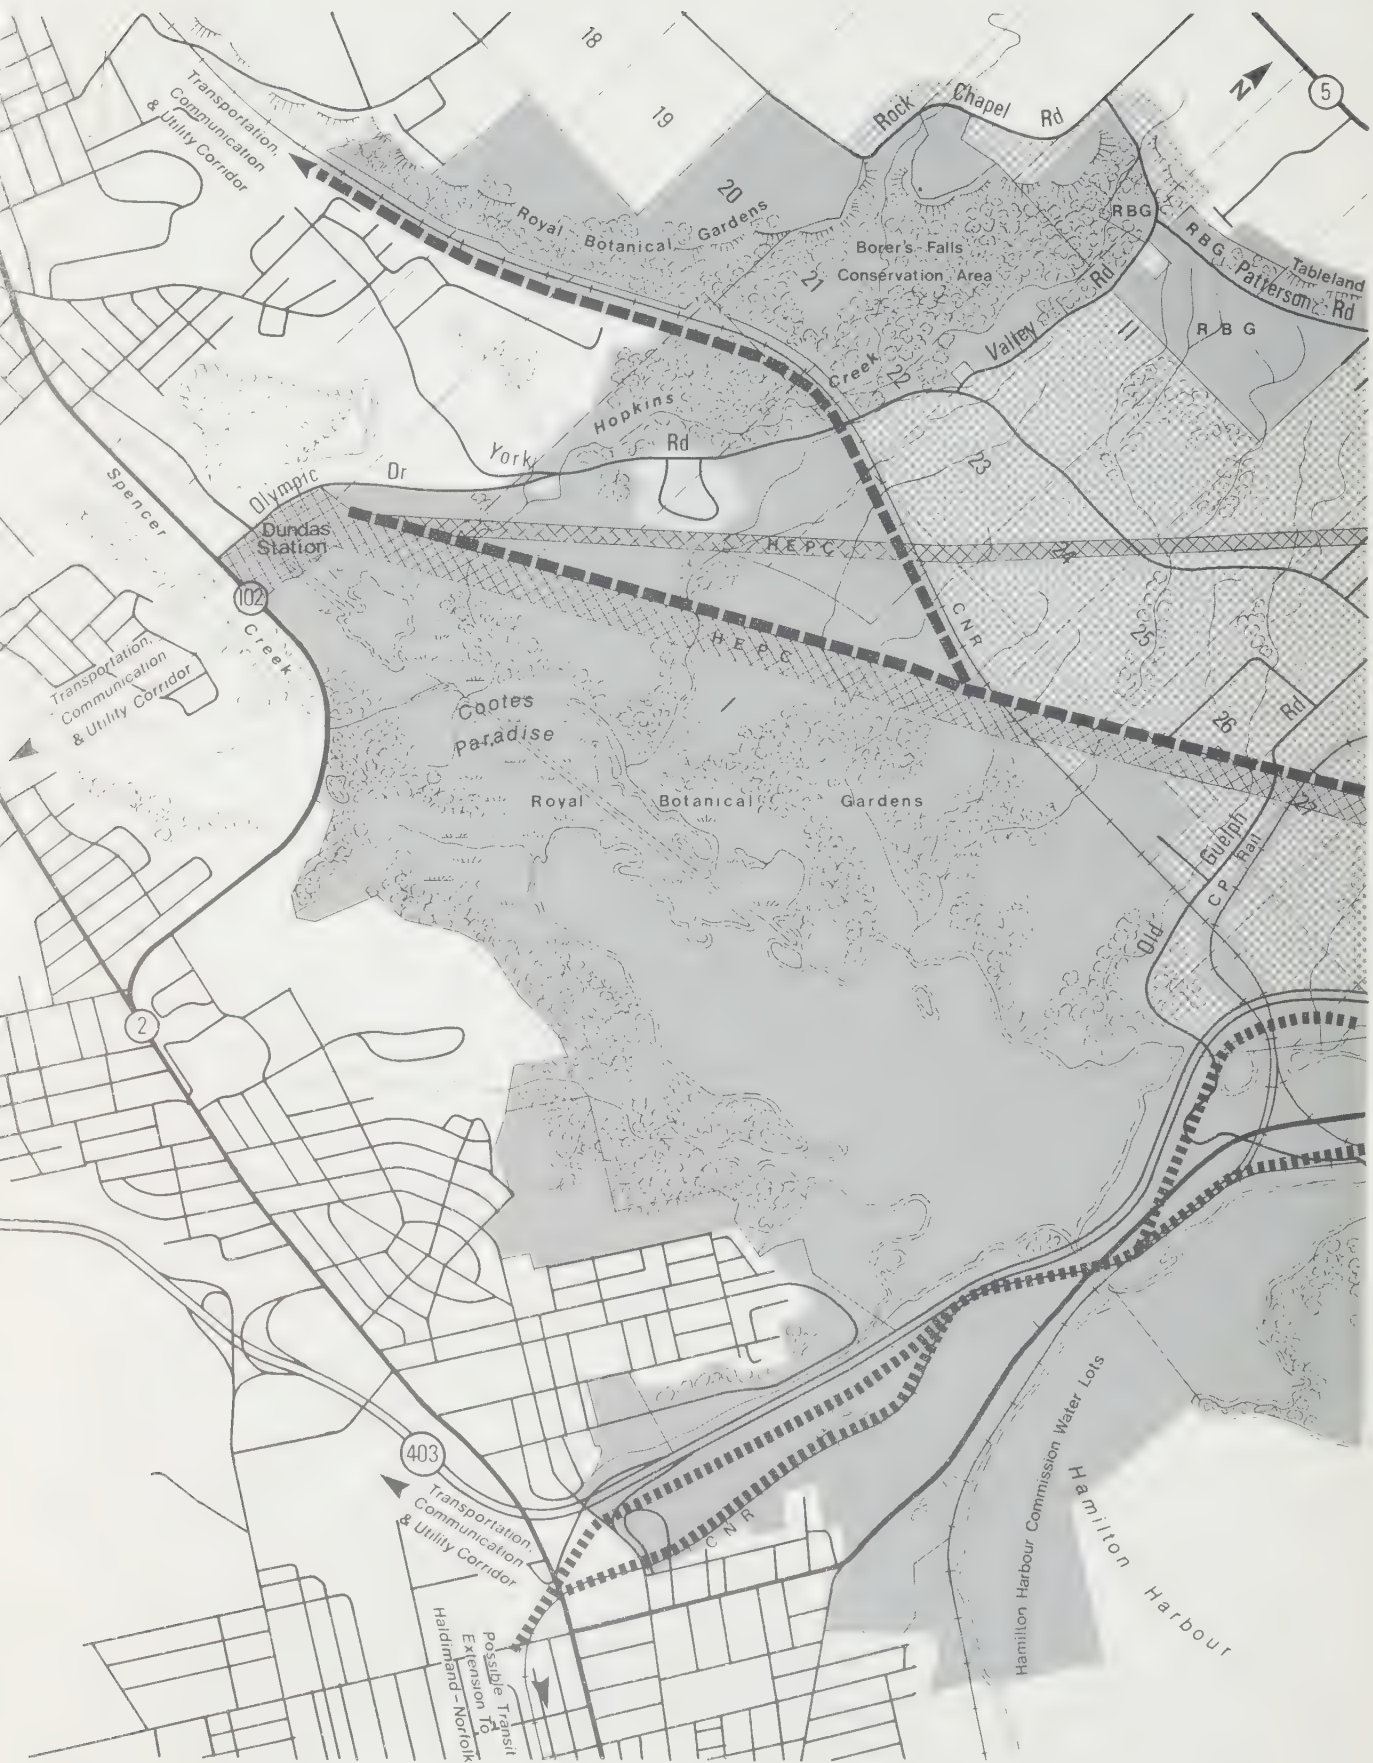 18
19
20
21
22
23
24
25
26
27
11
5
N
Rock Chapel Rd
Transportation,
Communication
& Utility Corridor
Royal Botanical Gardens
Borer's Falls
Conservation Area
RBG
RBG
Tableland
Patterson Rd
RBG
Valley Rd
Hopkins Creek
York Rd
Olympic Dr
Dundas
Station
Spencer Creek
102
HEPC
HEPC
CNR
Transportation,
Communication
& Utility Corridor
Cootes
Paradise
Royal Botanical Gardens
Old Guelph Rd
CP Rail
2
403
Transportation,
Communication
& Utility Corridor
CNR
Possible Transit
Extension To
Haldimand-Norfolk
Hamilton Harbour Commission Water Lots
Hamilton Harbour